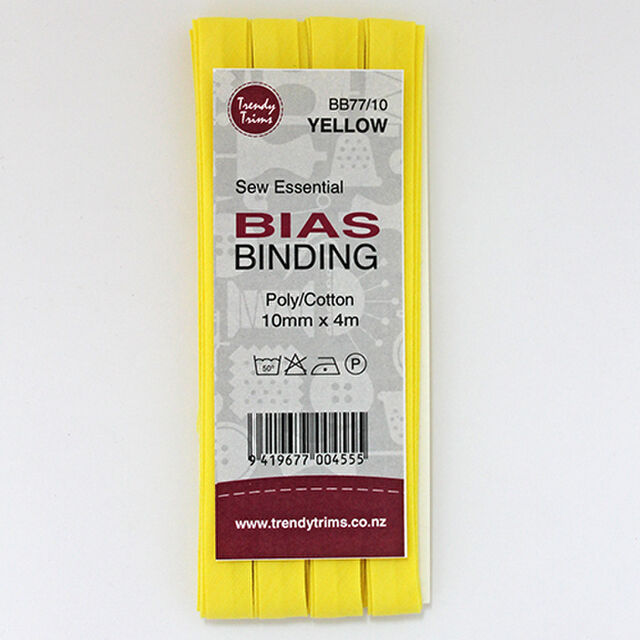 Trendy
Trims
BB77/10
YELLOW
Sew Essential
BIAS
BINDING
Poly/Cotton
10mm x 4m
50°
P
9 419677 004555
www.trendytrims.co.nz